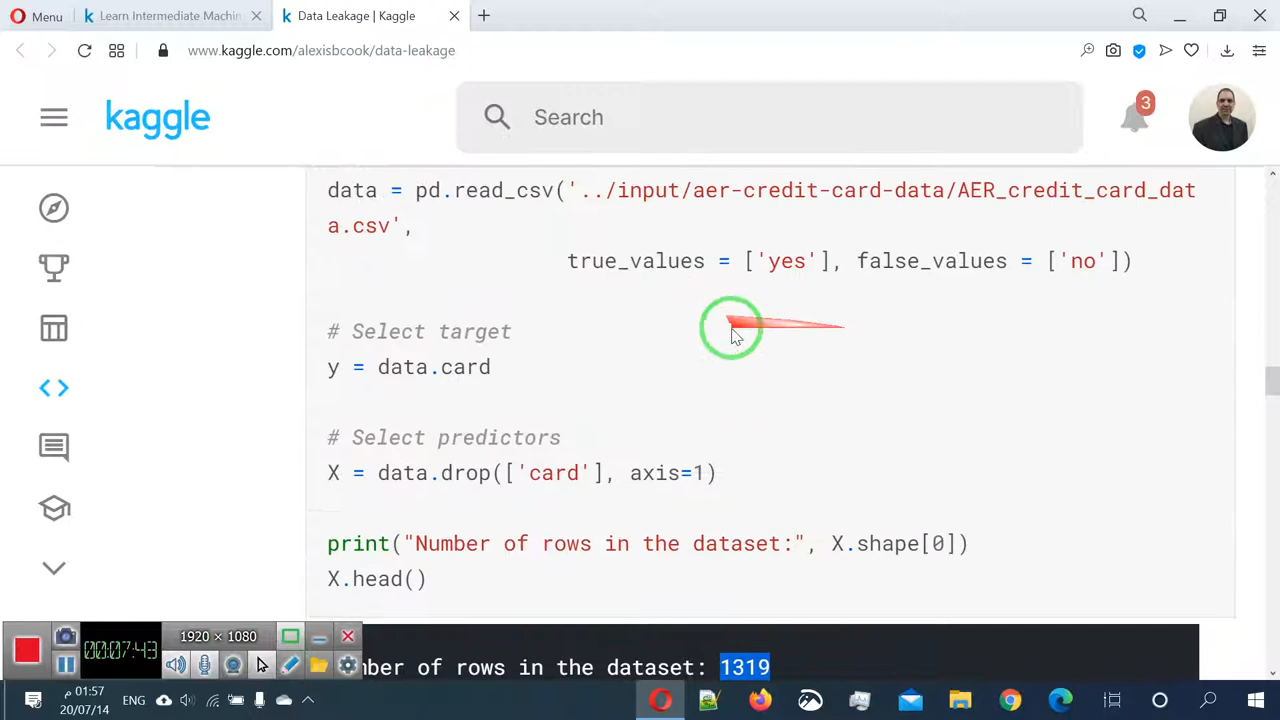 Menu
Learn Intermediate Machin
Data Leakage | Kaggle
www.kaggle.com/alexisbcook/data-leakage
kaggle
Search
3
data = pd.read_csv('../input/aer-credit-card-data/AER_credit_card_dat
a.csv',
true_values = ['yes'], false_values = ['no'])
# Select target
y = data.card
# Select predictors
X = data.drop(['card'], axis=1)
print("Number of rows in the dataset:", X.shape[0])
X.head()
mber of rows in the dataset: 1319
00:07:43
1920 × 1080
ENG
01:57 م
20/07/14